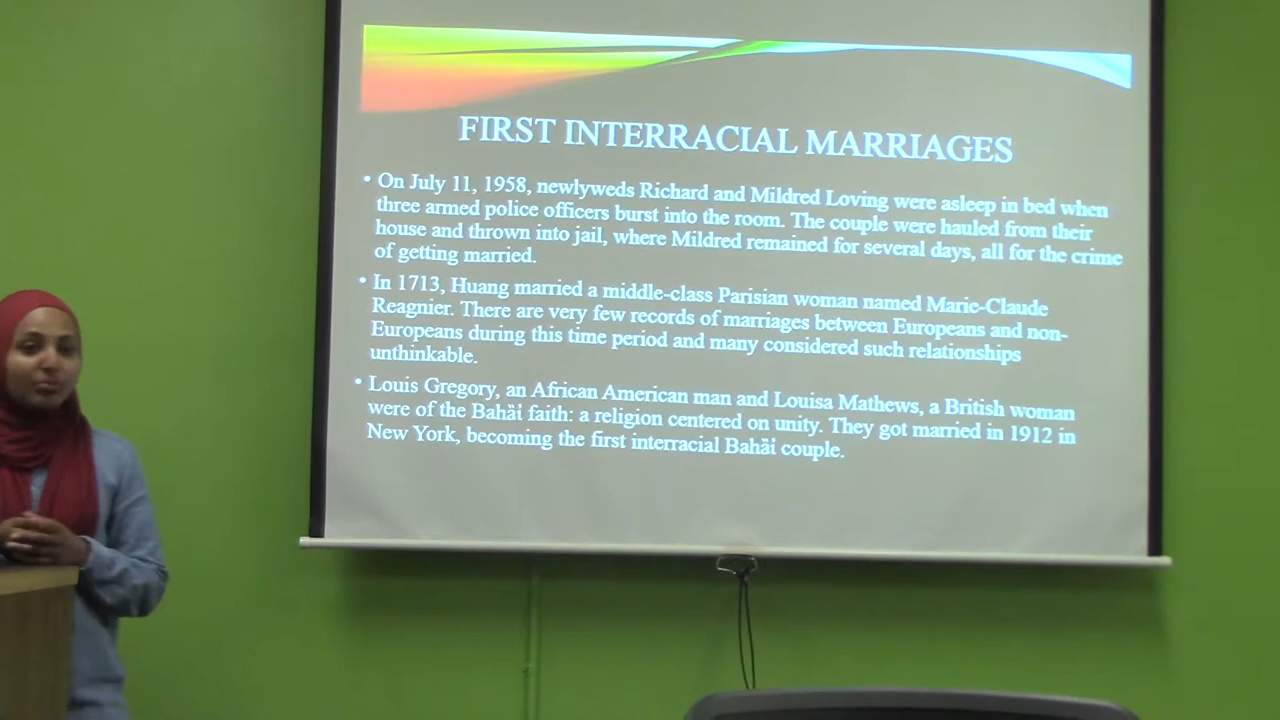 FIRST INTERRACIAL MARRIAGES
• On July 11, 1958, newlyweds Richard and Mildred Loving were asleep in bed when
three armed police officers burst into the room. The couple were hauled from their
house and thrown into jail, where Mildred remained for several days, all for the crime
of getting married.
• In 1713, Huang married a middle-class Parisian woman named Marie-Claude
Reagnier. There are very few records of marriages between Europeans and non-
Europeans during this time period and many considered such relationships
unthinkable.
• Louis Gregory, an African American man and Louisa Mathews, a British woman
were of the Bahäí faith: a religion centered on unity. They got married in 1912 in
New York, becoming the first interracial Bahäí couple.